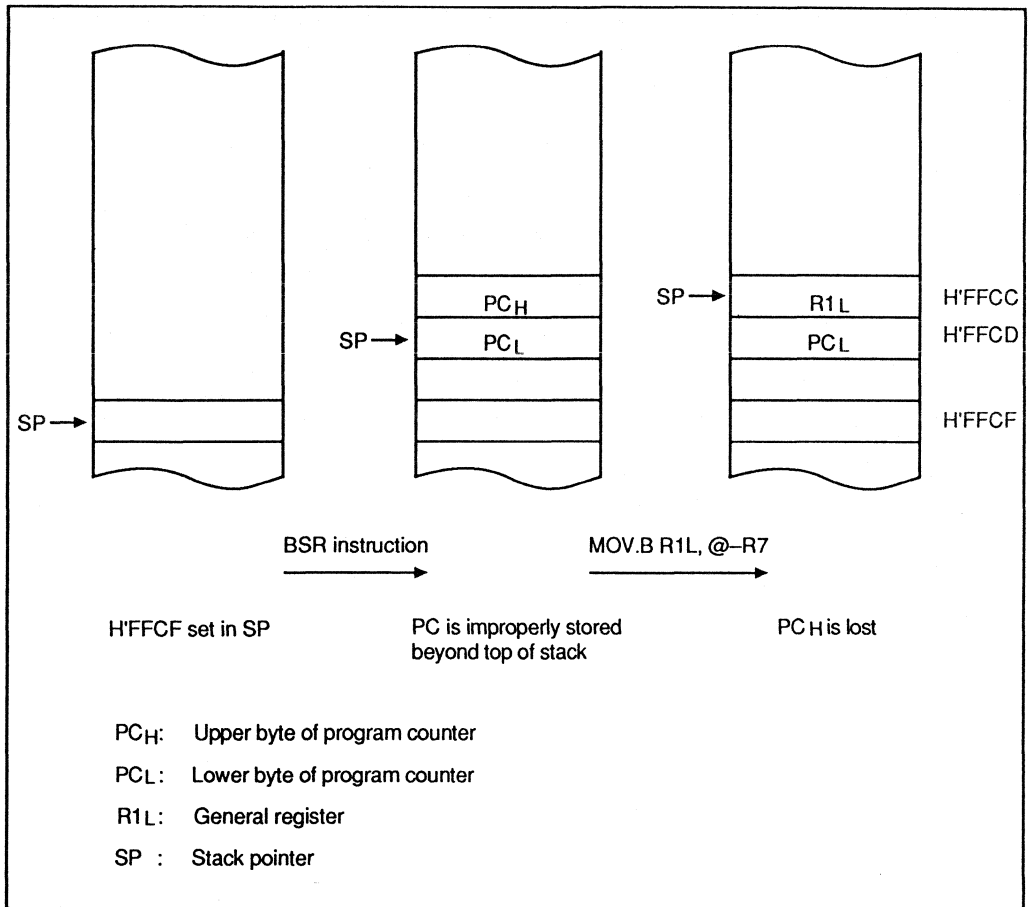 PCH
SP
R1L
H'FFCC
SP
PCL
PCL
H'FFCD
SP
H'FFCF
BSR instruction
MOV.B R1L, @–R7
H'FFCF set in SP
PC is improperly stored
beyond top of stack
PCH is lost
PCH: Upper byte of program counter
PCL: Lower byte of program counter
R1L: General register
SP : Stack pointer